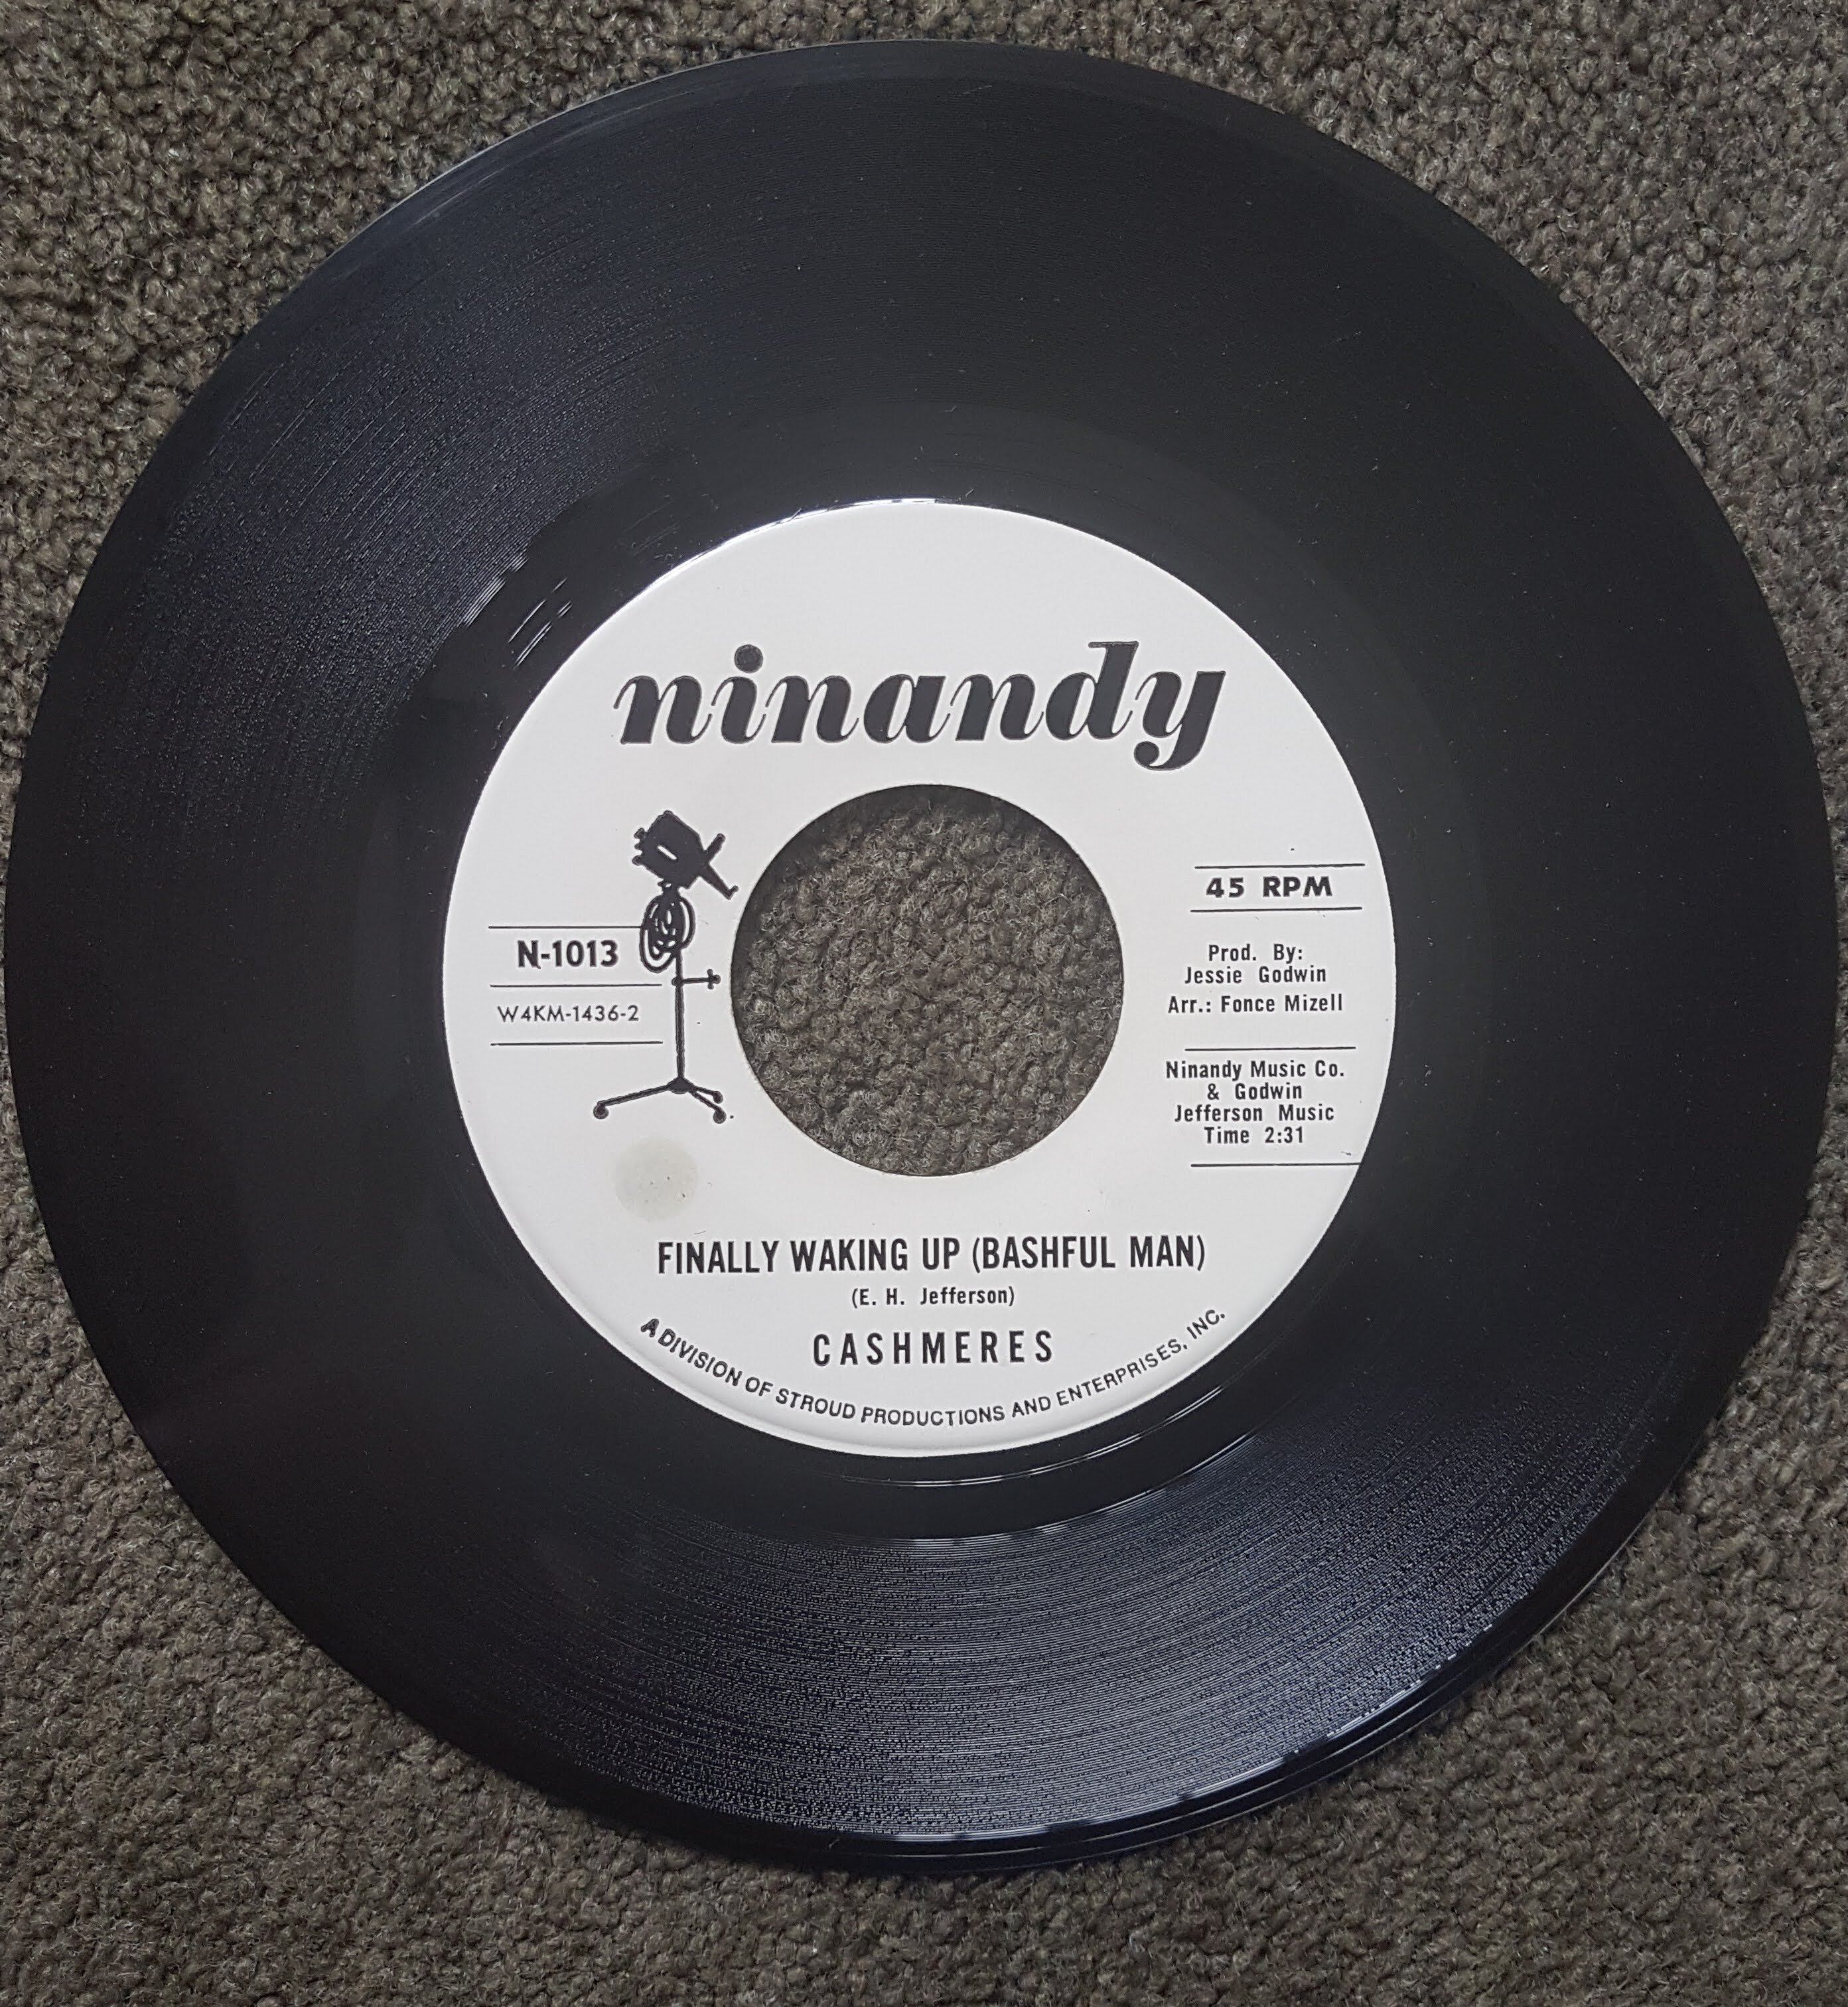 ninandy
45 RPM
N-1013
W4KM-1436-2
Prod. By:
Jessie Godwin
Arr.: Fonce Mizell
Ninandy Music Co.
& Godwin
Jefferson Music
Time 2:31
FINALLY WAKING UP (BASHFUL MAN)
(E. H. Jefferson)
CASHMERES
A DIVISION OF STROUD PRODUCTIONS AND ENTERPRISES, INC.